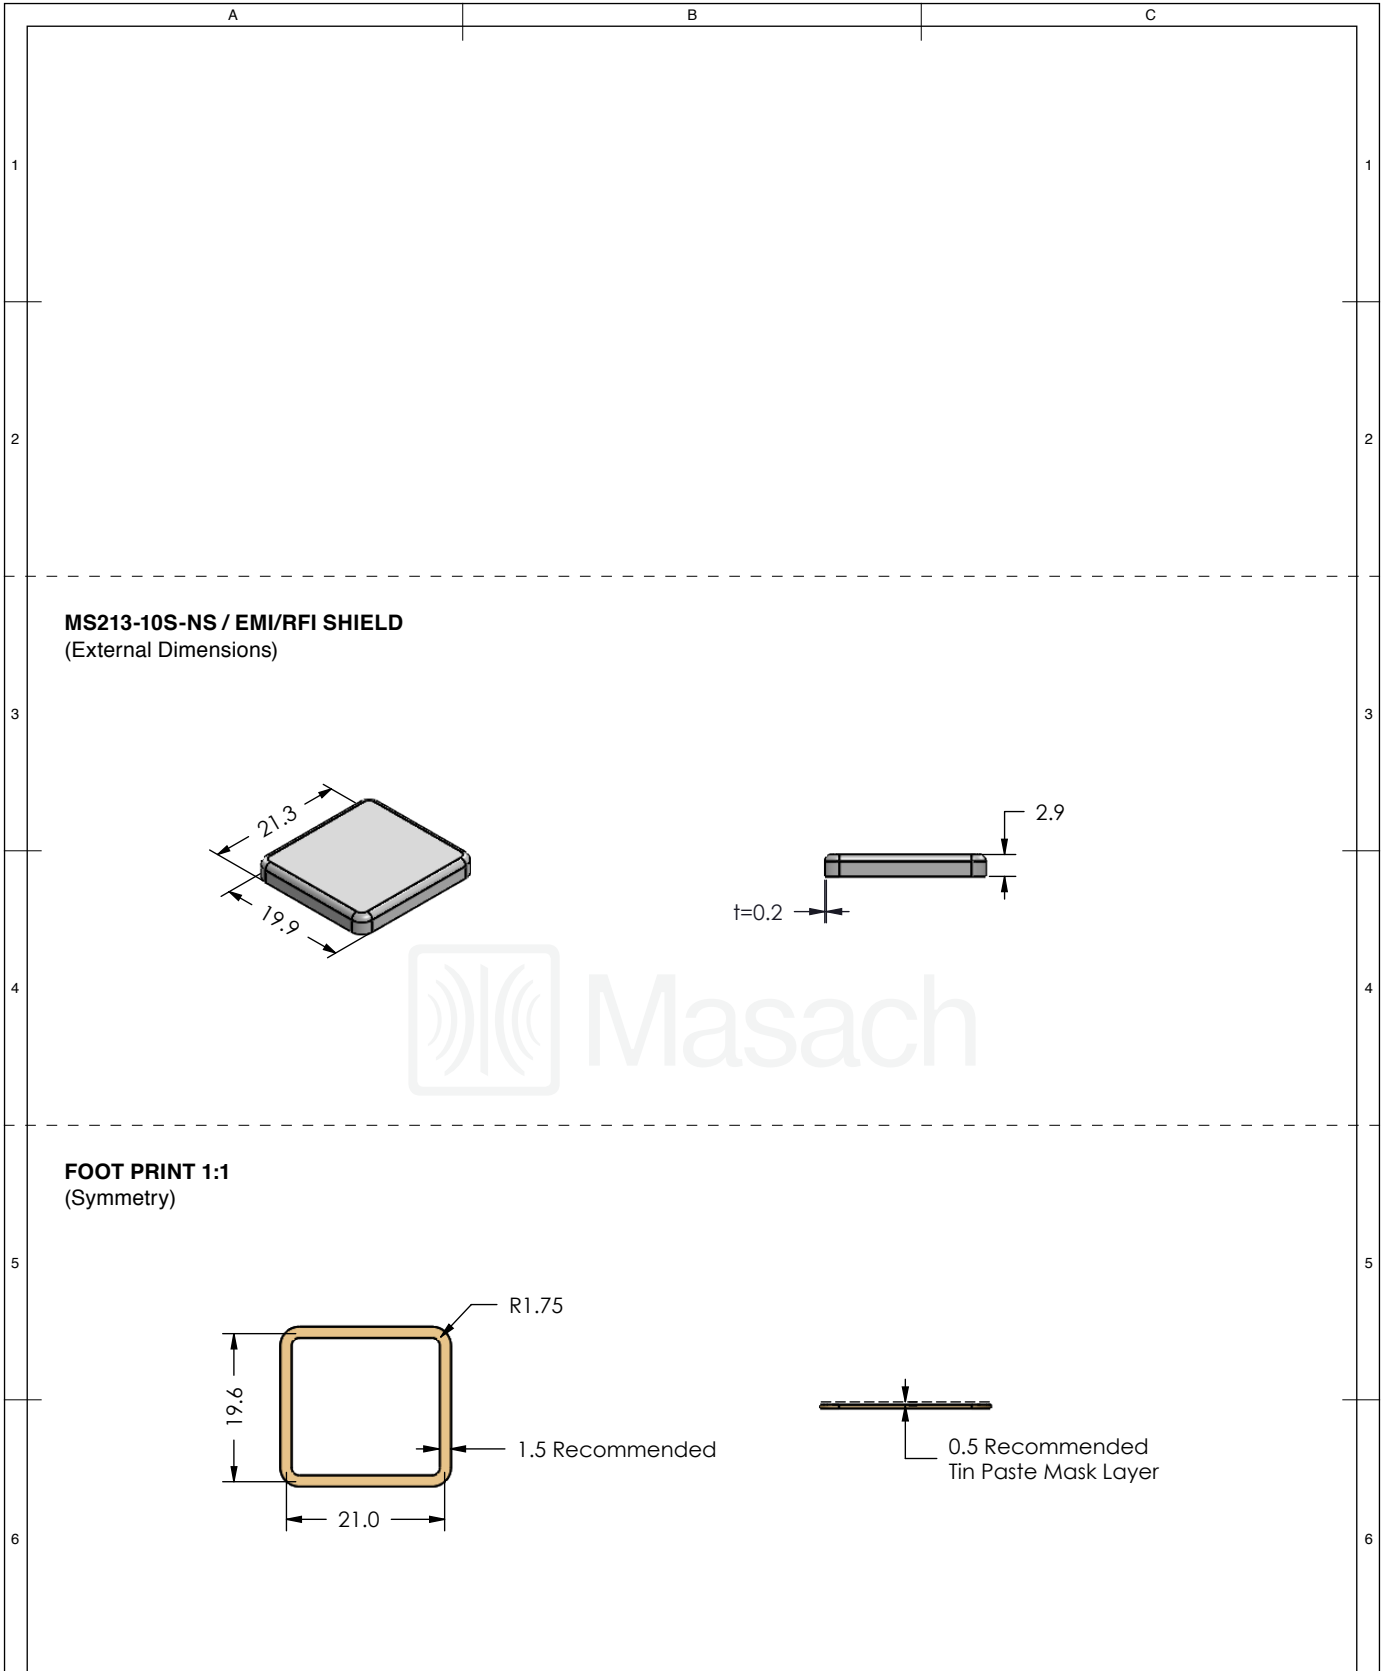 A
B
C
1
1
2
2
MS213-10S-NS / EMI/RFI SHIELD
(External Dimensions)
3
3
21.3
19.9
2.9
t=0.2
4
4
Masach
FOOT PRINT 1:1
(Symmetry)
5
5
R1.75
19.6
1.5 Recommended
21.0
0.5 Recommended
Tin Paste Mask Layer
6
6